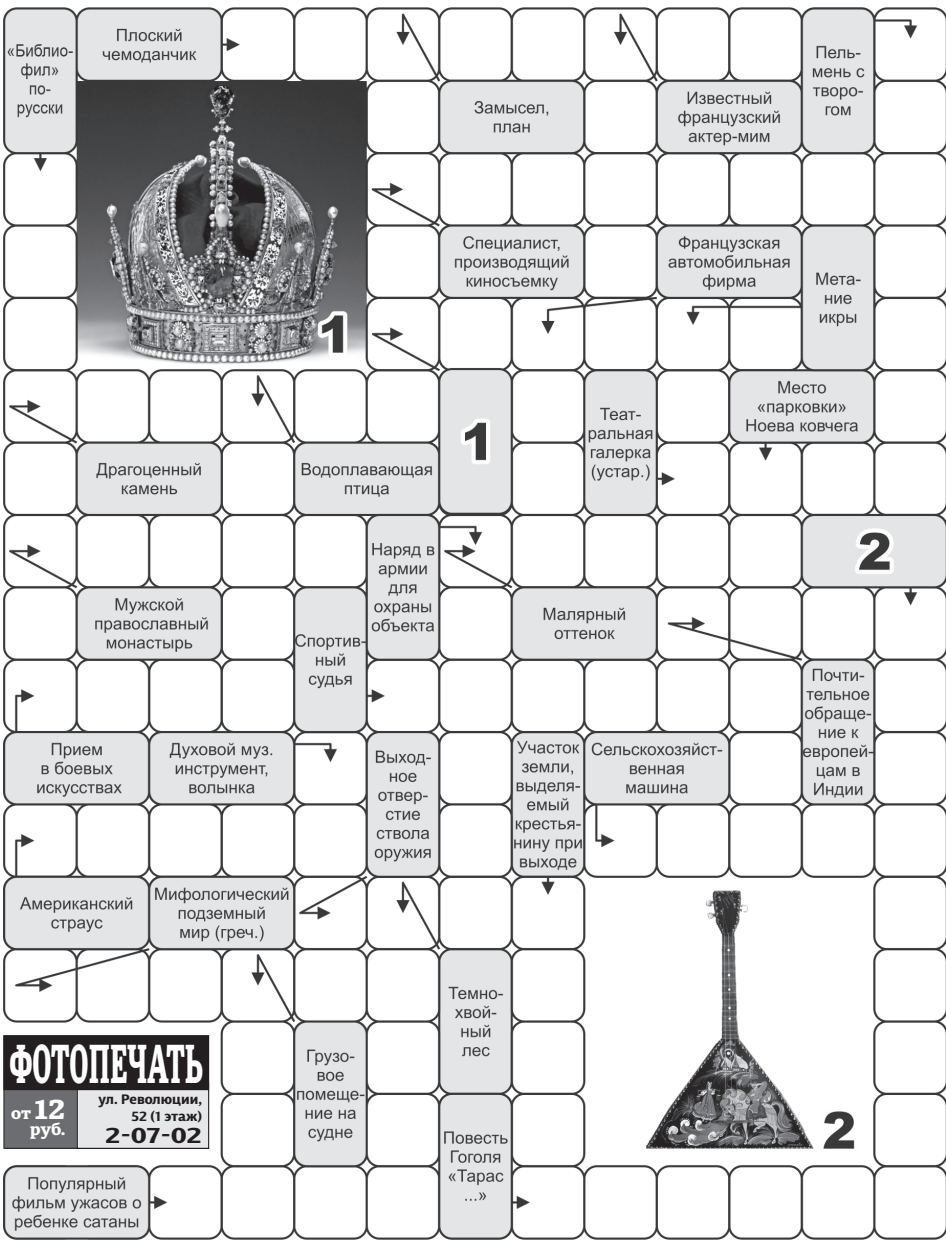 «Библио-
фил»
по-
русски
Плоский
чемоданчик
Пель-
мень с
творо-
гом
Замысел,
план
Известный
французский
актер-мим
Специалист,
производящий
киносъемку
Французская
автомобильная
фирма
Мета-
ние
икры
1
1
Теат-
ральная
галерка
(устар.)
Место
«парковки»
Ноева ковчега
Драгоценный
камень
Водоплавающая
птица
Наряд в
армии
для
охраны
объекта
2
Мужской
православный
монастырь
Спортив-
ный
судья
Малярный
оттенок
Почти-
тельное
обраще-
ние к
европей-
цам в
Индии
Прием
в боевых
искусствах
Духовой муз.
инструмент,
волынка
Выход-
ное
отвер-
стие
ствола
оружия
Участок
земли,
выделя-
емый
крестья-
нину при
выходе
Сельскохозяйст-
венная
машина
Американский
страус
Мифологический
подземный
мир (греч.)
Темно-
хвой-
ный
лес
ФОТОПЕЧАТЬ
от 12
руб.
ул. Революции,
52 (1 этаж)
2-07-02
Грузо-
вое
помеще-
ние на
судне
Повесть
Гоголя
«Тарас
...»
2
Популярный
фильм ужасов о
ребенке сатаны